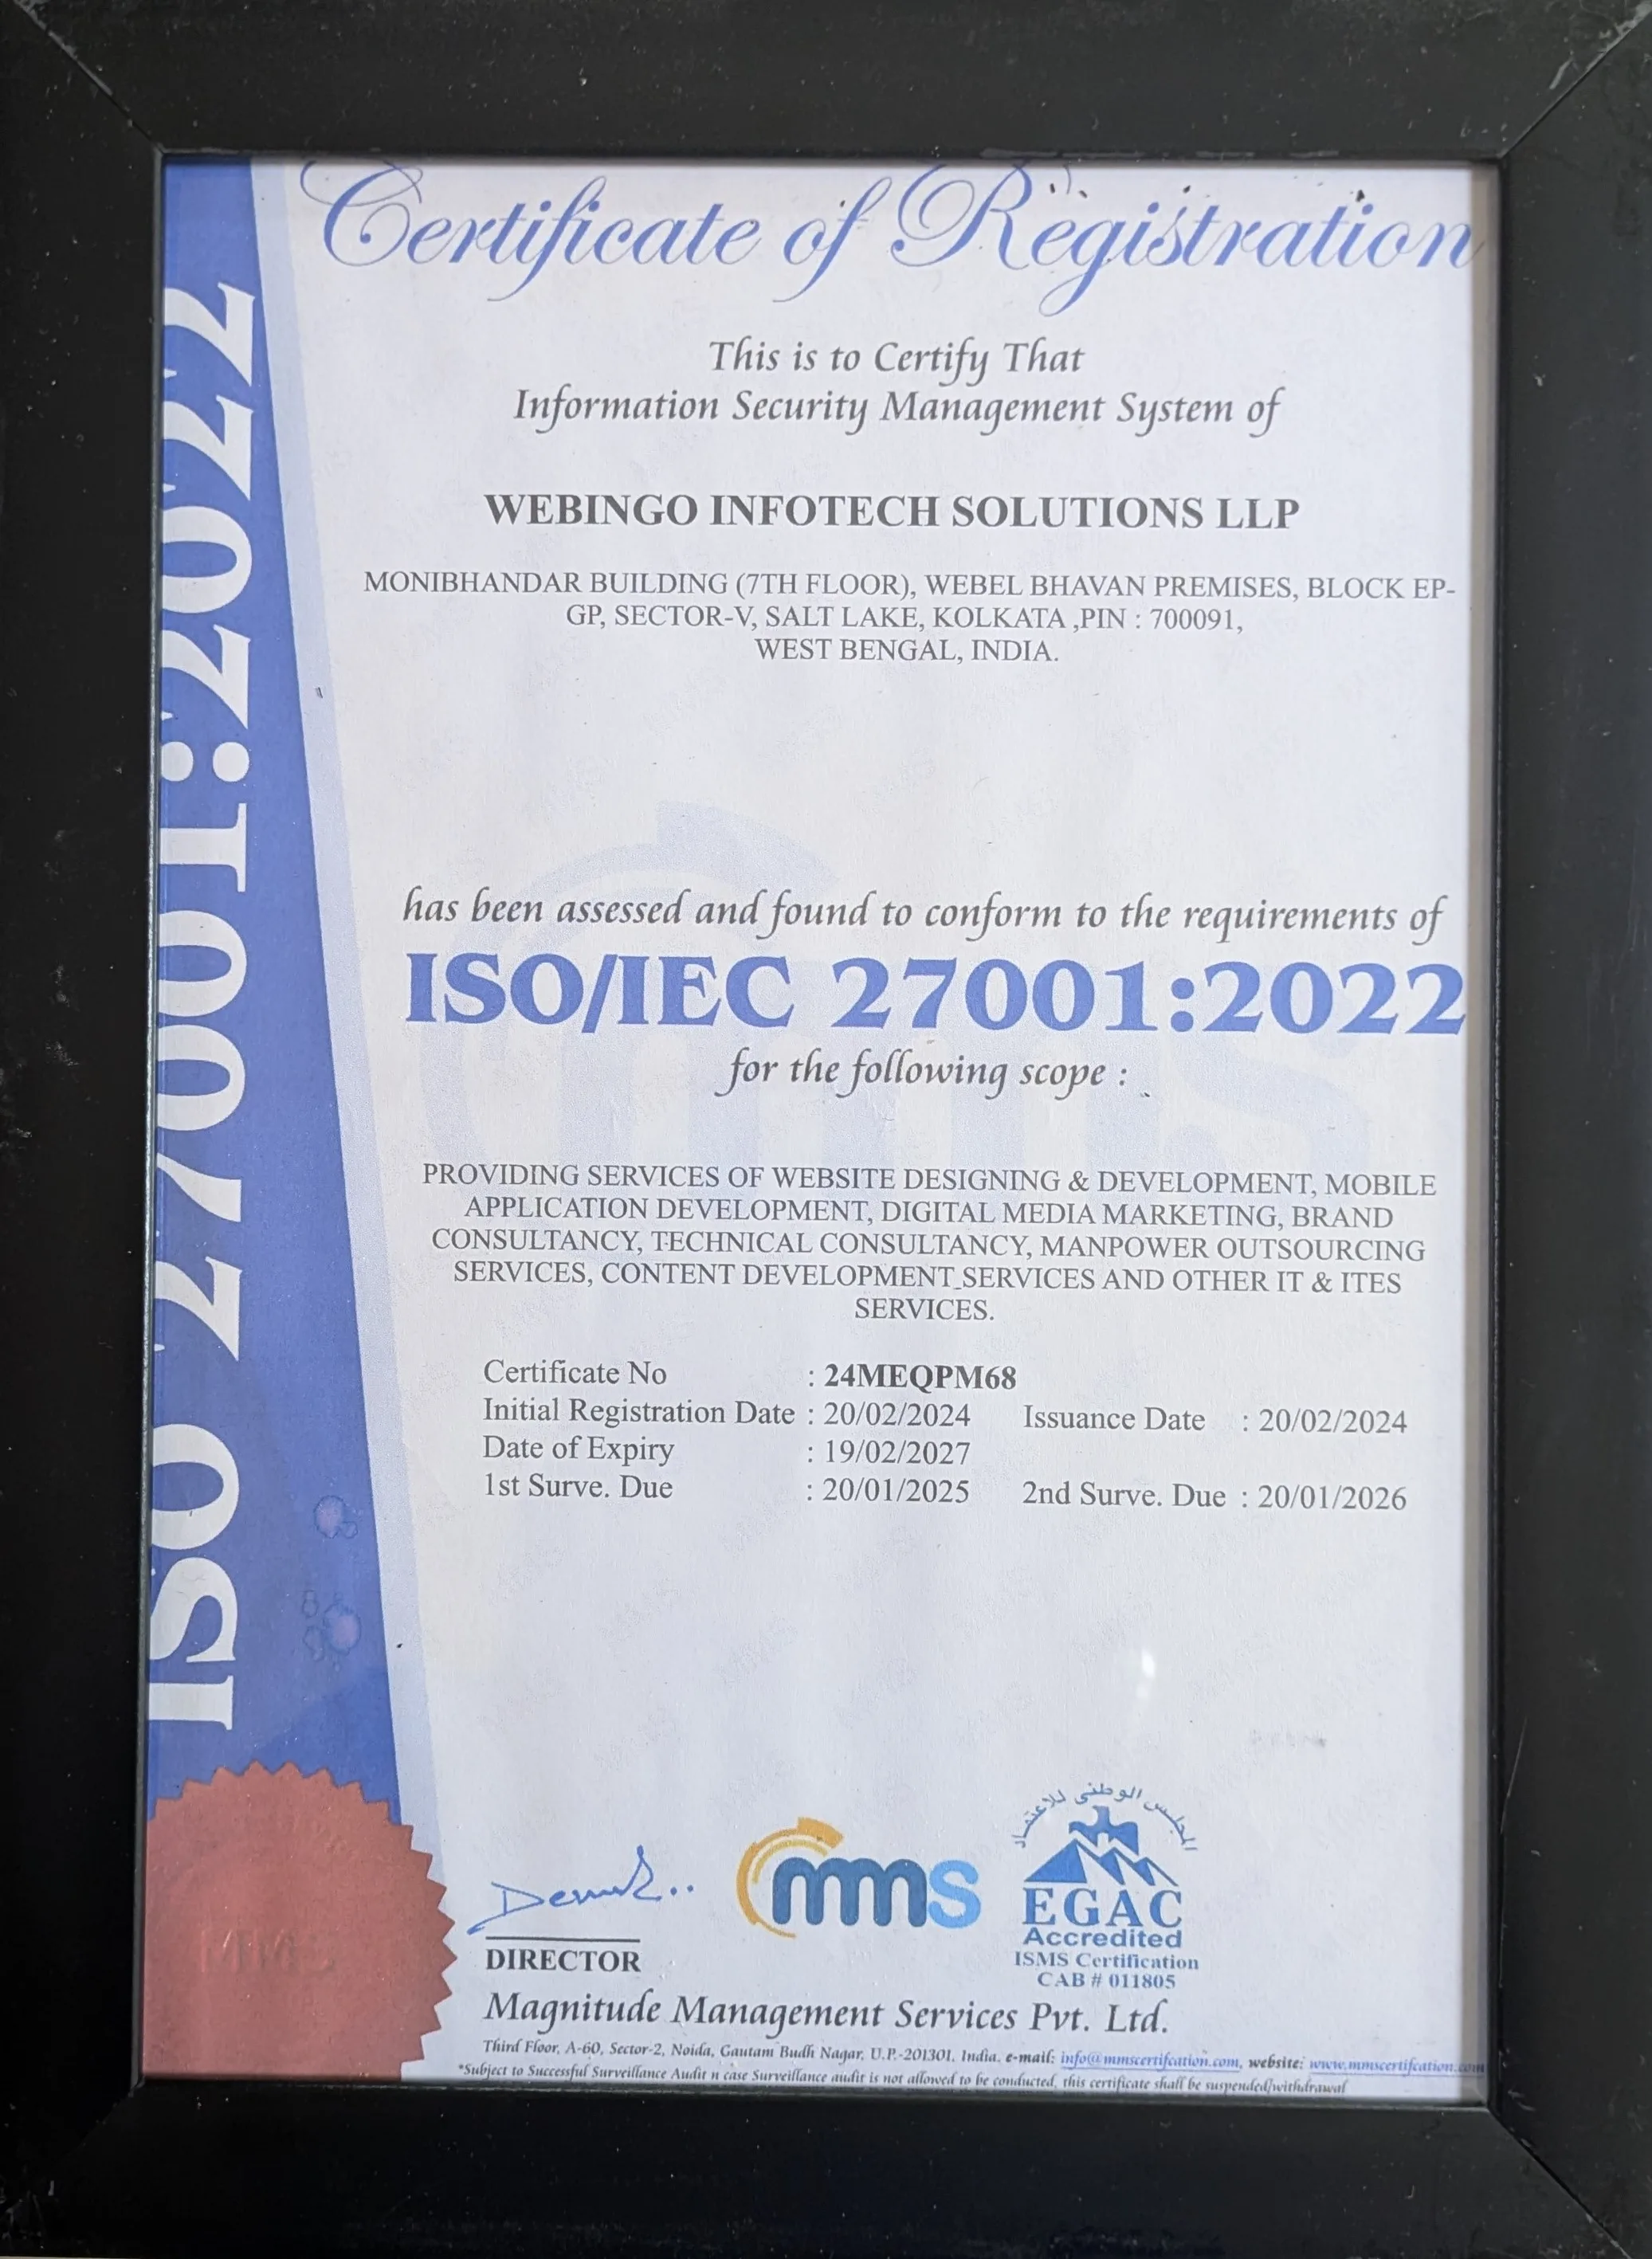 ISO 27001:2022
Certificate of Registration
This is to Certify That
Information Security Management System of
WEBINGO INFOTECH SOLUTIONS LLP
MONIBHANDAR BUILDING (7TH FLOOR), WEBEL BHAVAN PREMISES, BLOCK EP-
GP, SECTOR-V, SALT LAKE, KOLKATA ,PIN : 700091,
WEST BENGAL, INDIA.
has been assessed and found to conform to the requirements of
ISO/IEC 27001:2022
for the following scope :
PROVIDING SERVICES OF WEBSITE DESIGNING & DEVELOPMENT, MOBILE
APPLICATION DEVELOPMENT, DIGITAL MEDIA MARKETING, BRAND
CONSULTANCY, TECHNICAL CONSULTANCY, MANPOWER OUTSOURCING
SERVICES, CONTENT DEVELOPMENT SERVICES AND OTHER IT & ITES
SERVICES.
Certificate No : 24MEQPM68
Initial Registration Date : 20/02/2024 Issuance Date : 20/02/2024
Date of Expiry : 19/02/2027
1st Surve. Due : 20/01/2025 2nd Surve. Due : 20/01/2026
المجلس الوطنى للاعتماد
mms
EGAC
Accredited
ISMS Certification
CAB # 011805
DIRECTOR
Magnitude Management Services Pvt. Ltd.
Third Floor, A-60, Sector-2, Noida, Gautam Budh Nagar, U.P.-201301, India, e-mail: info@mmscertifcation.com, website: www.mmscertifcation.com
*Subject to Successful Surveillance Audit n case Surveillance audit is not allowed to be conducted, this certificate shall be suspended/withdrawal